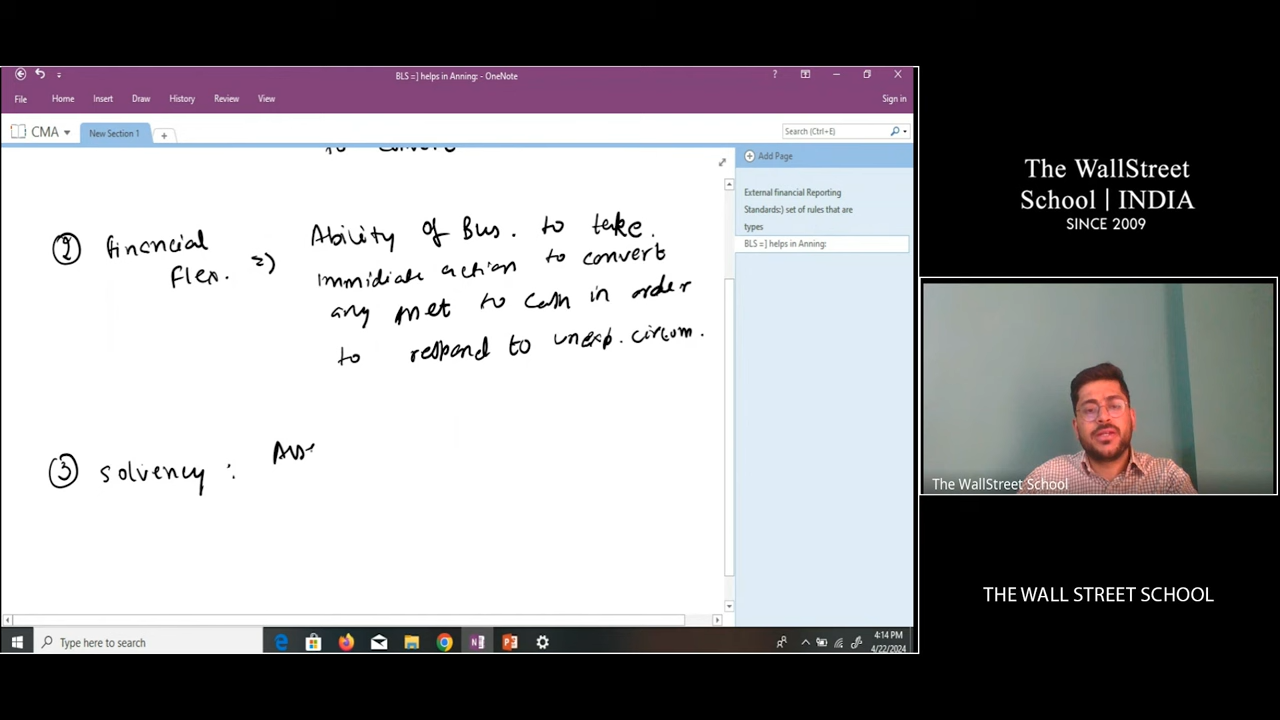 BLS =] helps in Anning: - OneNote
?
File
Home
Insert
Draw
History
Review
View
Sign in
CMA
New Section 1
+
Search (Ctrl+E)
to convert
② financial flex. =>
Ability of Bus. to take.
immidiate action to convert
any
to cash in order
to respond to unexp. circum.
③ solvency :
Add Page
External financial Reporting
Standards:) set of rules that are
types
BLS =] helps in Anning:
Type here to search
4:14 PM
4/22/2024
The WallStreet
School | INDIA
SINCE 2009
The WallStreet School
THE WALL STREET SCHOOL